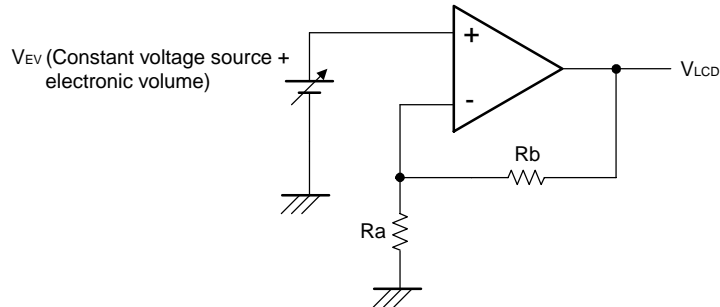 VEV (Constant voltage source +
electronic volume)
+
-
VLCD
Rb
Ra